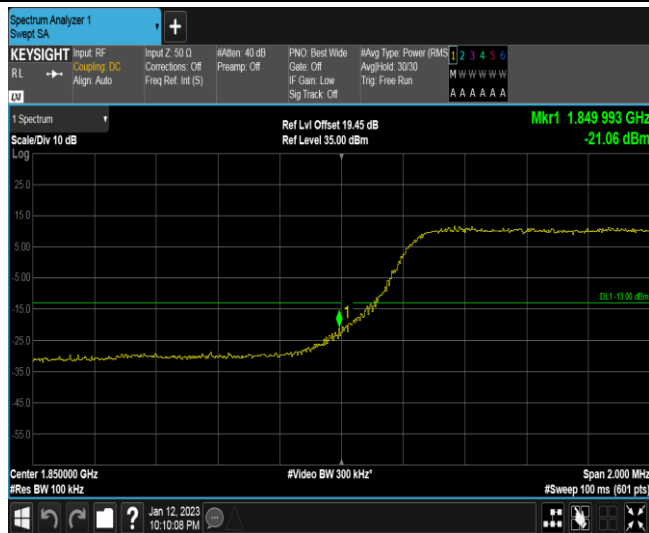 Spectrum Analyzer 1
Swept SA
KEYSIGHT
RL
Input: RF
Coupling: DC
Align: Auto
Input Z: 50 Ω
Corrections: Off
Freq Ref: Int (S)
#Atten: 40 dB
Preamp: Off
PNO: Best Wide
Gate: Off
IF Gain: Low
Sig Track: Off
#Avg Type: Power (RMS
Avg|Hold: 30/30
Trig: Free Run
1 2 3 4 5 6
M W W W W W
A A A A A A
1 Spectrum
Scale/Div 10 dB
Ref Lvl Offset 19.45 dB
Ref Level 35.00 dBm
Mkr1 1.849 993 GHz
-21.06 dBm
Log
25.0
15.0
5.00
-5.00
-15.0
-25.0
-35.0
-45.0
-55.0
DL1 -13.00 dBm
1
Center 1.850000 GHz
#Res BW 100 kHz
#Video BW 300 kHz*
Span 2.000 MHz
#Sweep 100 ms (601 pts)
Jan 12, 2023
10:10:08 PM